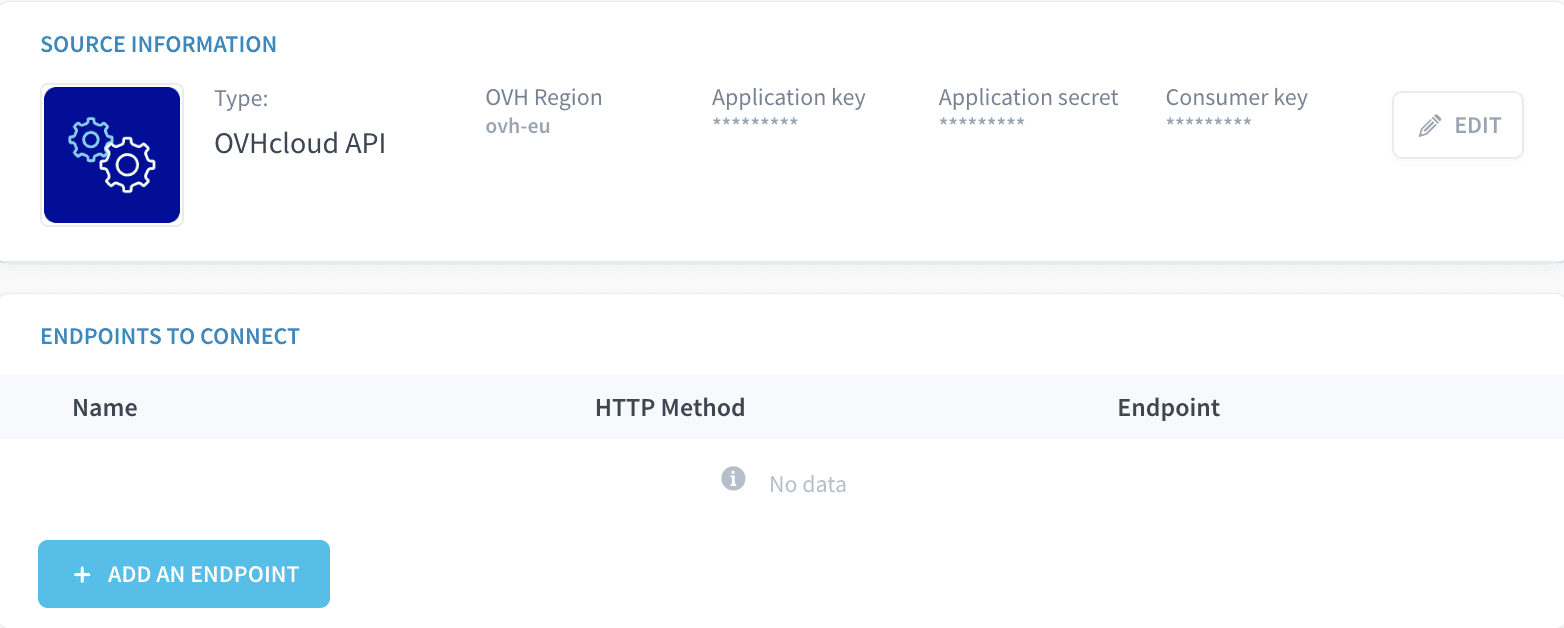 SOURCE INFORMATION
Type:
OVHcloud API
OVH Region
ovh-eu
Application key
*********
Application secret
*********
Consumer key
*********
EDIT
ENDPOINTS TO CONNECT
Name HTTP Method Endpoint
No data
+ ADD AN ENDPOINT